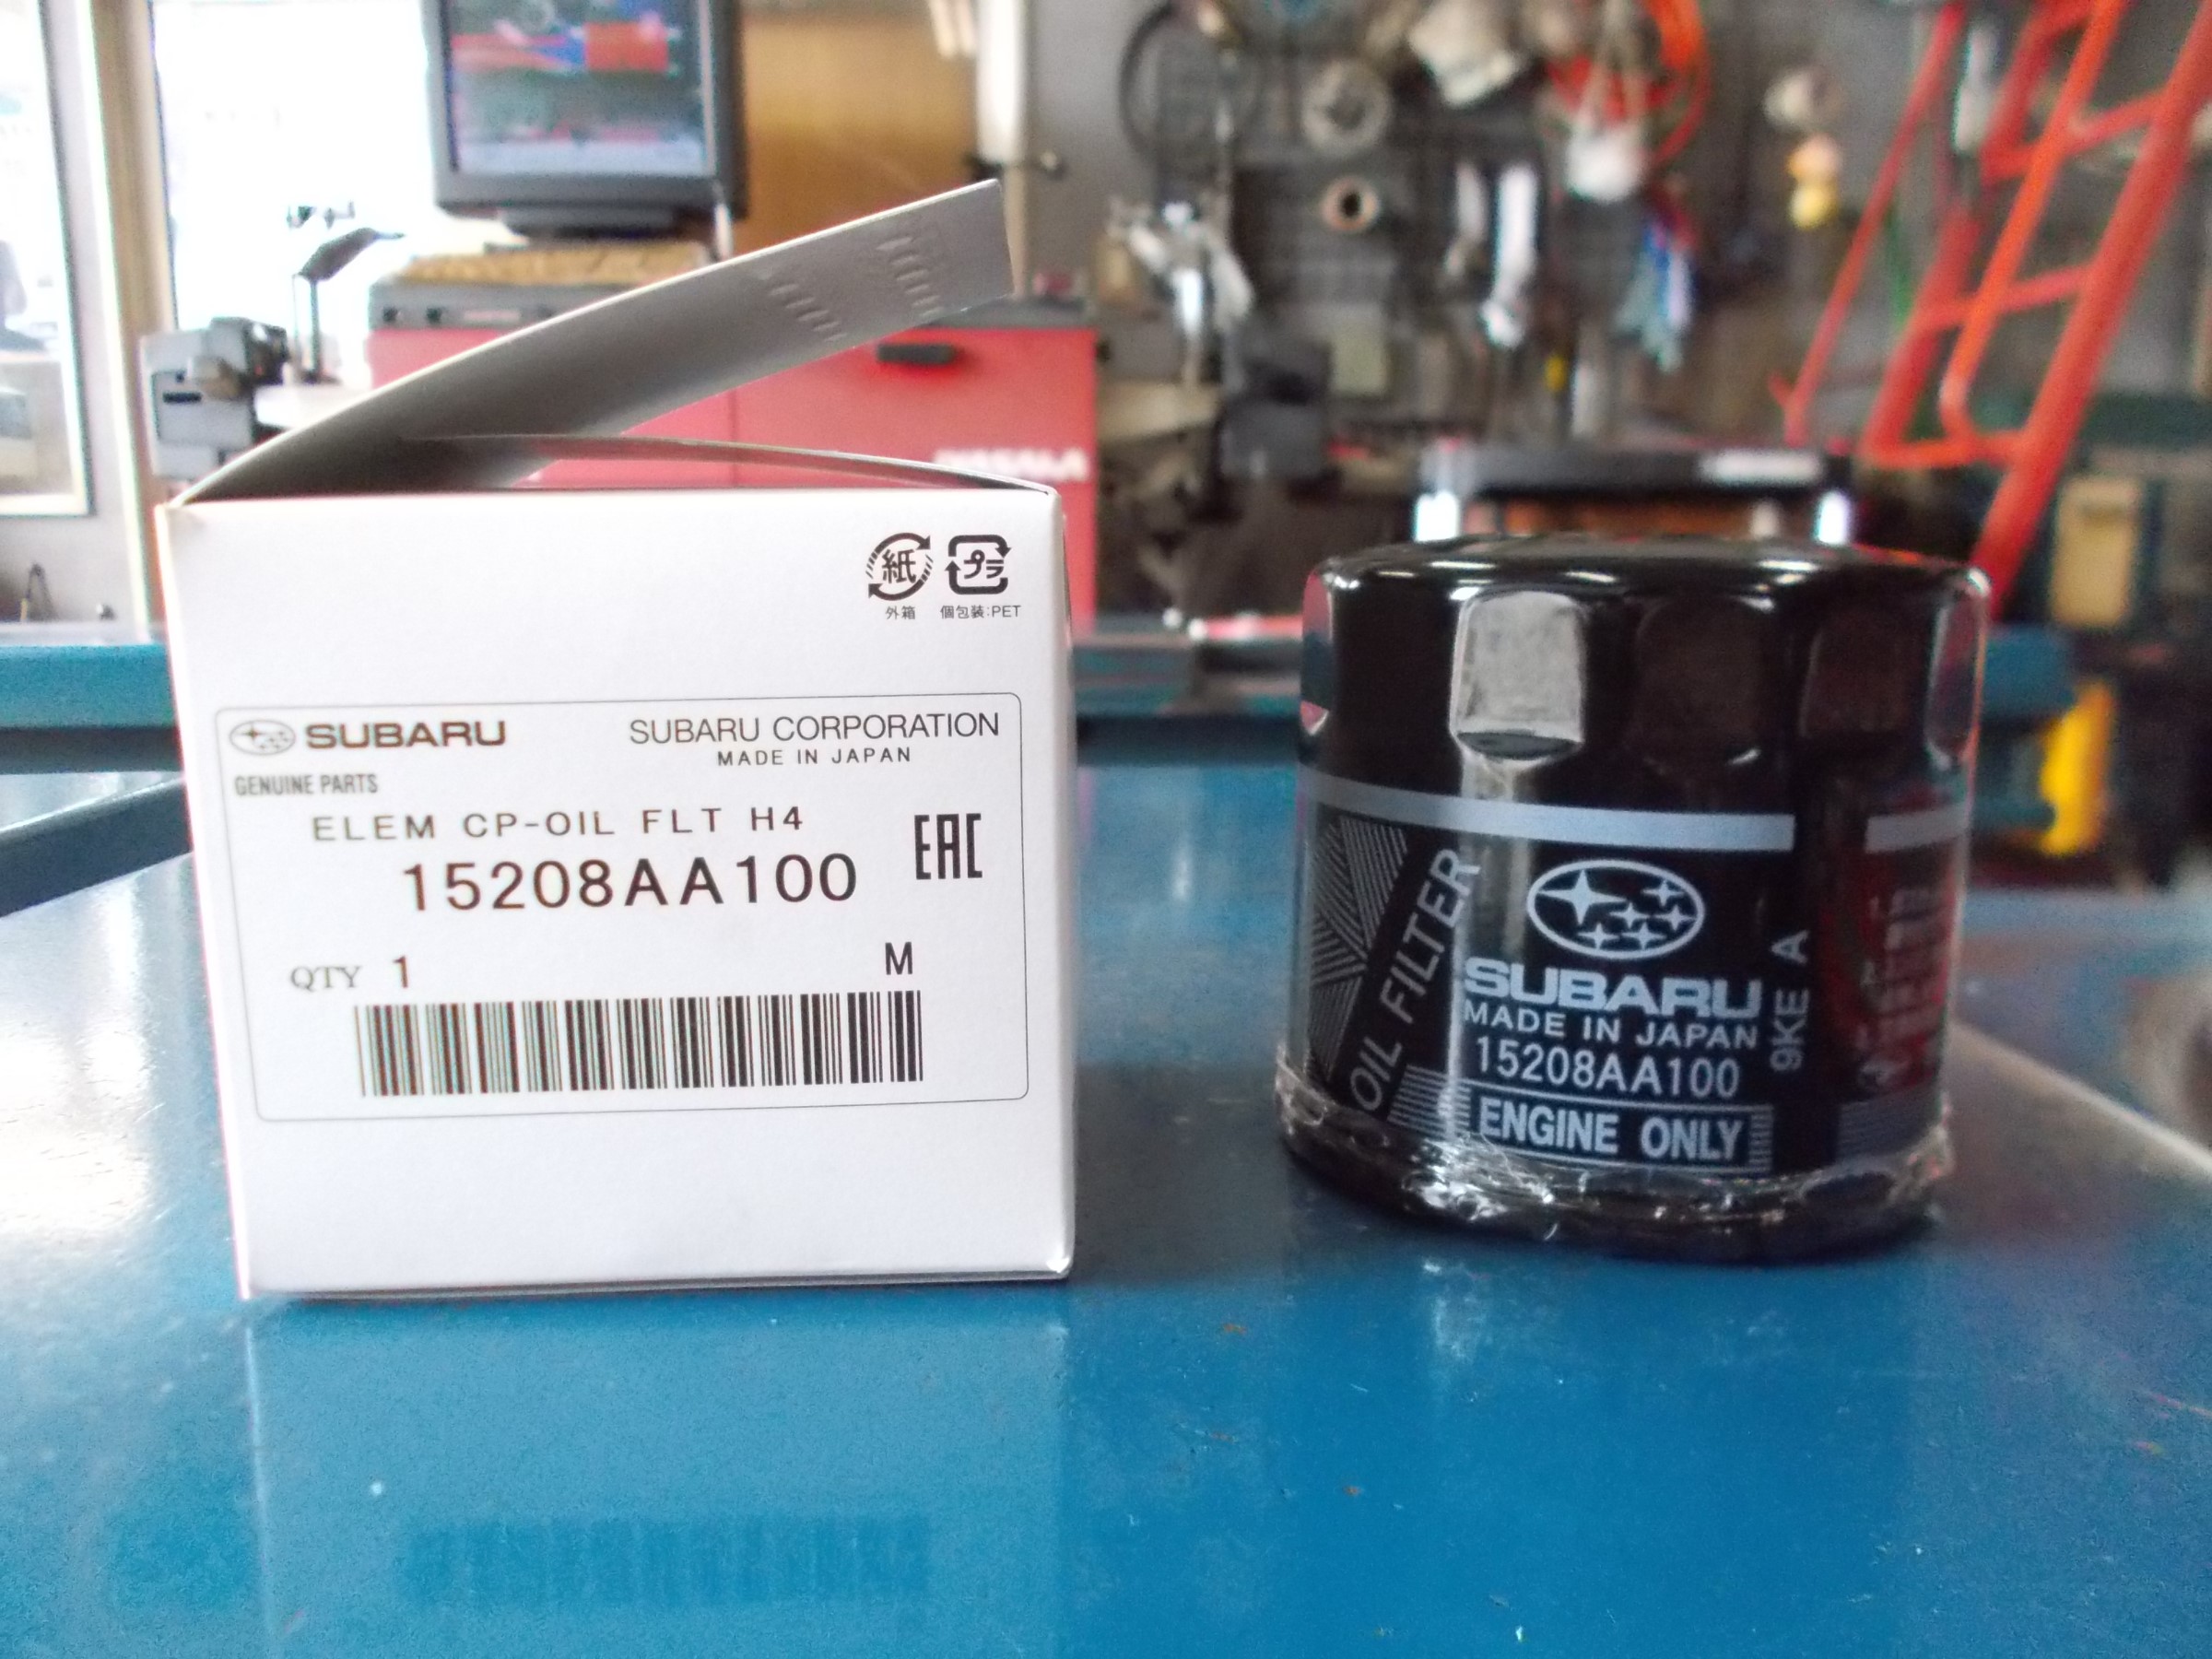 紙
プラ
外箱
個包装:PET
SUBARU
SUBARU CORPORATION
MADE IN JAPAN
GENUINE PARTS
ELEM CP-OIL FLT H4
15208AA100
EAC
QTY 1
M
OIL FILTER
SUBARU
MADE IN JAPAN
15208AA100
ENGINE ONLY
9KE A